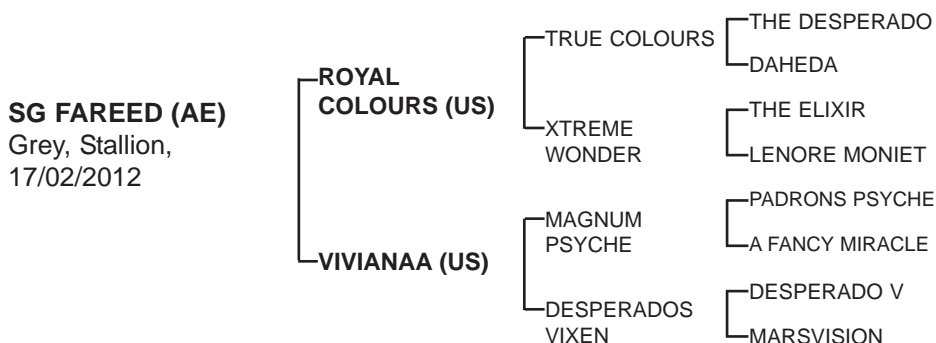 SG FAREED (AE)
Grey, Stallion,
17/02/2012
ROYAL
COLOURS (US)
VIVIANAA (US)
TRUE COLOURS
XTREME
WONDER
MAGNUM
PSYCHE
DESPERADOS
VIXEN
THE DESPERADO
DAHEDA
THE ELIXIR
LENORE MONIET
PADRONS PSYCHE
A FANCY MIRACLE
DESPERADO V
MARSVISION